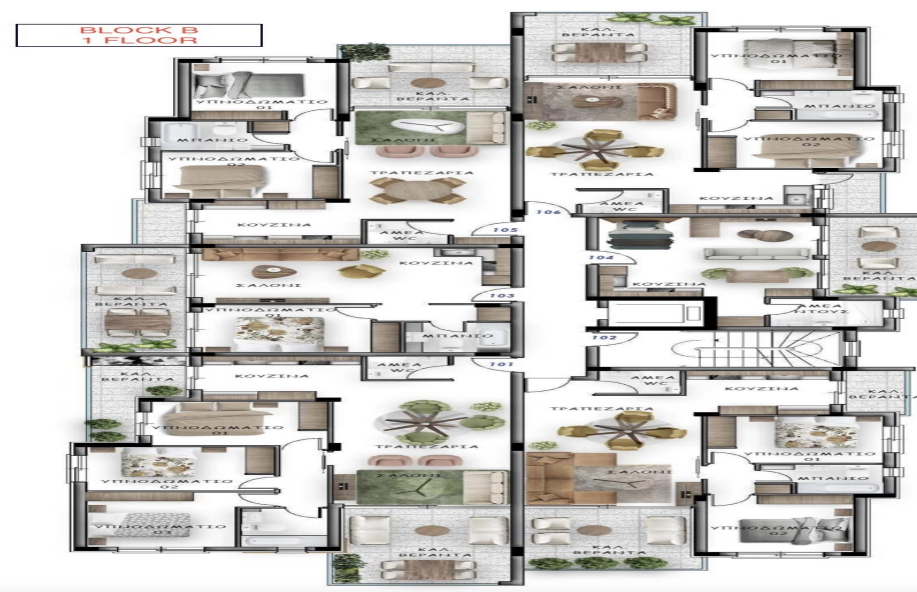 BLOCK B
1 FLOOR
ΚΑΛ.
ΒΕΡΑΝΤΑ
ΥΠΝΟΔΩΜΑΤΙΟ
01
ΣΑΛΟΝΙ
ΚΑΛ.
ΒΕΡΑΝΤΑ
ΥΠΝΟΔΩΜΑΤΙΟ
01
ΜΠΑΝΙΟ
ΜΠΑΝΙΟ
ΣΑΛΟΝΙ
ΥΠΝΟΔΩΜΑΤΙΟ
02
ΥΠΝΟΔΩΜΑΤΙΟ
02
ΤΡΑΠΕΖΑΡΙΑ
ΤΡΑΠΕΖΑΡΙΑ
ΚΟΥΖΙΝΑ
ΑΜΕΑ
WC
106
ΚΟΥΖΙΝΑ
ΑΜΕΑ
WC
105
104
ΚΟΥΖΙΝΑ
ΣΑΛΟΝΙ
ΚΑΛ.
ΒΕΡΑΝΤΑ
ΚΟΥΖΙΝΑ
ΚΑΛ.
ΒΕΡΑΝΤΑ
103
ΥΠΝΟΔΩΜΑΤΙΟ
01
ΑΜΕΑ
ΝΤΟΥΣ
ΜΠΑΝΙΟ
102
101
ΑΜΕΑ
WC
ΚΟΥΖΙΝΑ
ΚΑΛ.
ΒΕΡΑΝΤΑ
ΑΜΕΑ
WC
ΚΟΥΖΙΝΑ
ΚΑΛ.
ΒΕΡΑΝΤΑ
ΤΡΑΠΕΖΑΡΙΑ
ΥΠΝΟΔΩΜΑΤΙΟ
01
ΤΡΑΠΕΖΑΡΙΑ
ΥΠΝΟΔΩΜΑΤΙΟ
01
ΥΠΝΟΔΩΜΑΤΙΟ
02
ΣΑΛΟΝΙ
ΣΑΛΟΝΙ
ΜΠΑΝΙΟ
ΥΠΝΟΔΩΜΑΤΙΟ
03
ΥΠΝΟΔΩΜΑΤΙΟ
02
ΚΑΛ.
ΒΕΡΑΝΤΑ
ΚΑΛ.
ΒΕΡΑΝΤΑ